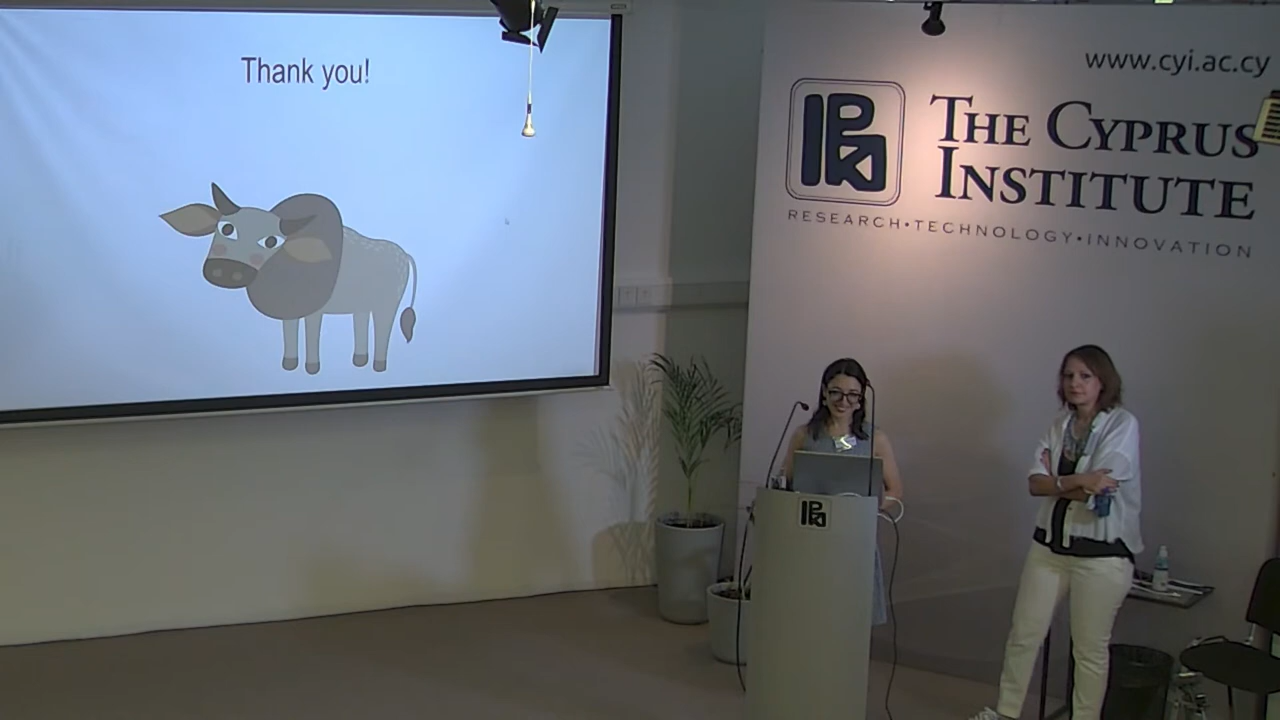 Thank you!
www.cyi.ac.cy
THE CYPRUS
INSTITUTE
RESEARCH•TECHNOLOGY•INNOVATION